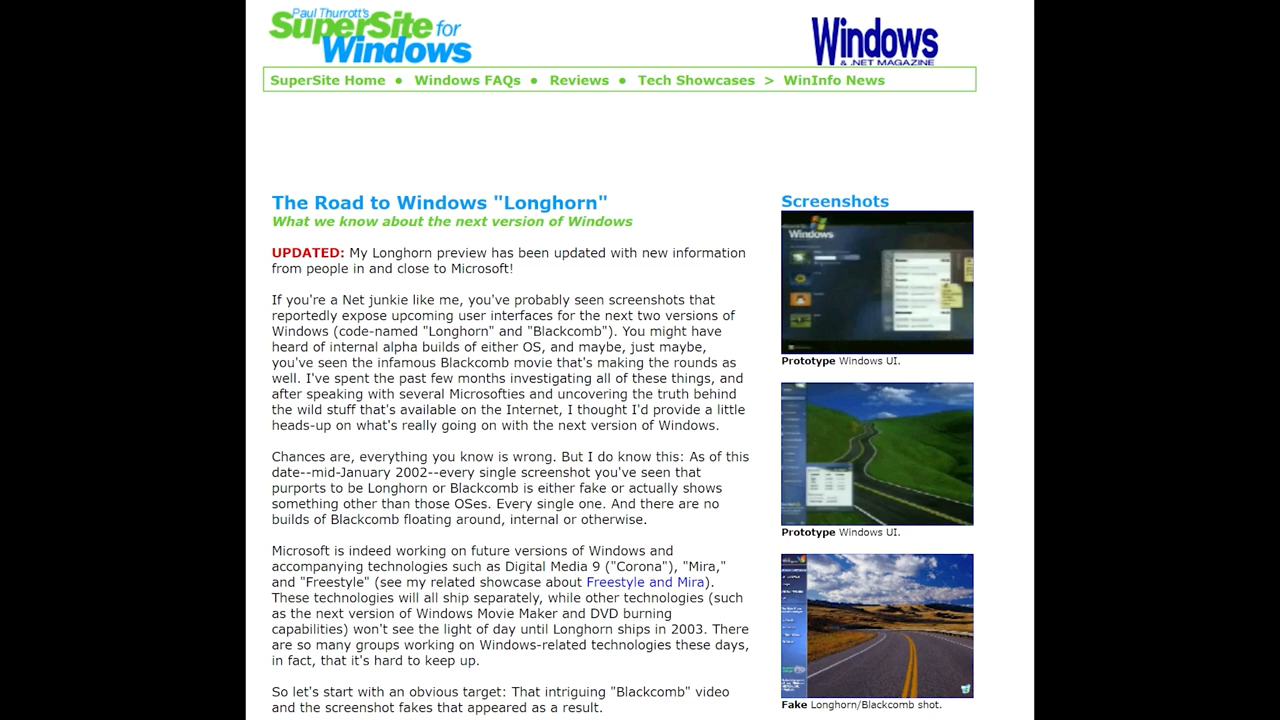 Paul Thurrott's
SuperSite for
Windows
Windows
& .NET MAGAZINE
SuperSite Home ● Windows FAQs ● Reviews ● Tech Showcases > WinInfo News
The Road to Windows "Longhorn"
What we know about the next version of Windows
UPDATED: My Longhorn preview has been updated with new information
from people in and close to Microsoft!
If you're a Net junkie like me, you've probably seen screenshots that
reportedly expose upcoming user interfaces for the next two versions of
Windows (code-named "Longhorn" and "Blackcomb"). You might have
heard of internal alpha builds of either OS, and maybe, just maybe,
you've seen the infamous Blackcomb movie that's making the rounds as
well. I've spent the past few months investigating all of these things, and
after speaking with several Microsofties and uncovering the truth behind
the wild stuff that's available on the Internet, I thought I'd provide a little
heads-up on what's really going on with the next version of Windows.
Chances are, everything you know is wrong. But I do know this: As of this
date--mid-January 2002--every single screenshot you've seen that
purports to be Longhorn or Blackcomb is either fake or actually shows
something other than those OSes. Every single one. And there are no
builds of Blackcomb floating around, internal or otherwise.
Microsoft is indeed working on future versions of Windows and
accompanying technologies such as Digital Media 9 ("Corona"), "Mira,"
and "Freestyle" (see my related showcase about Freestyle and Mira).
These technologies will all ship separately, while other technologies (such
as the next version of Windows Movie Maker and DVD burning
capabilities) won't see the light of day until Longhorn ships in 2003. There
are so many groups working on Windows-related technologies these days,
in fact, that it's hard to keep up.
So let's start with an obvious target: That intriguing "Blackcomb" video
and the screenshot fakes that appeared as a result.
Screenshots
Windows
Prototype Windows UI.
Prototype Windows UI.
Fake Longhorn/Blackcomb shot.